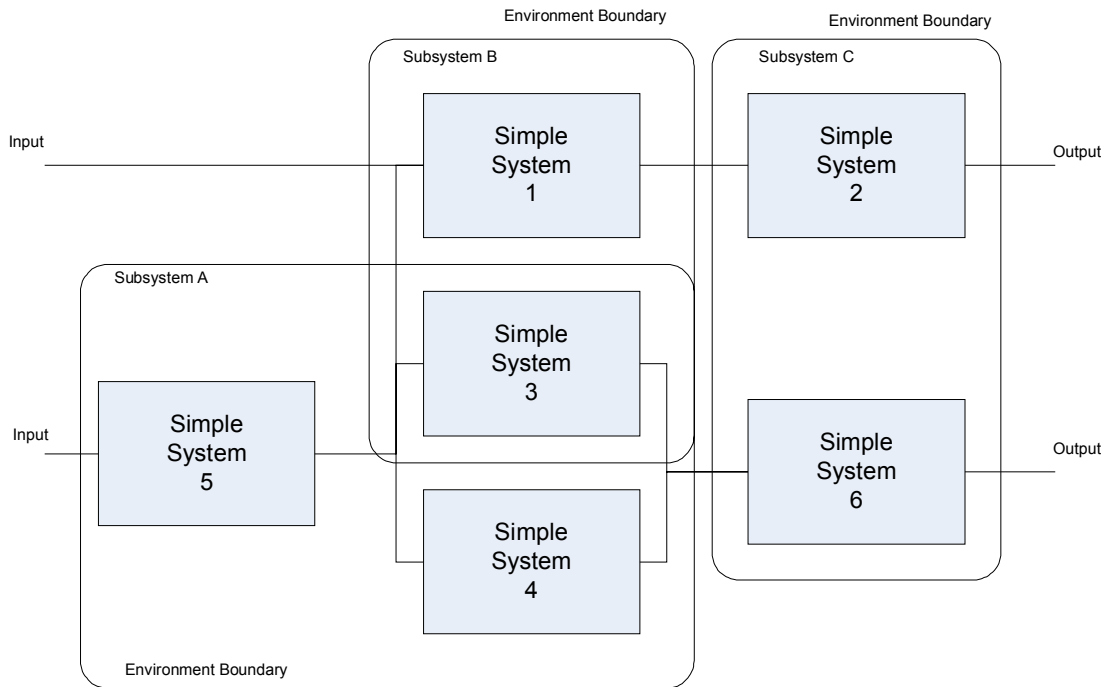 Environment Boundary
Environment Boundary
Subsystem B
Subsystem C
Simple
System
1
Simple
System
2
Input
Output
Subsystem A
Simple
System
3
Simple
System
5
Input
Simple
System
6
Output
Simple
System
4
Environment Boundary